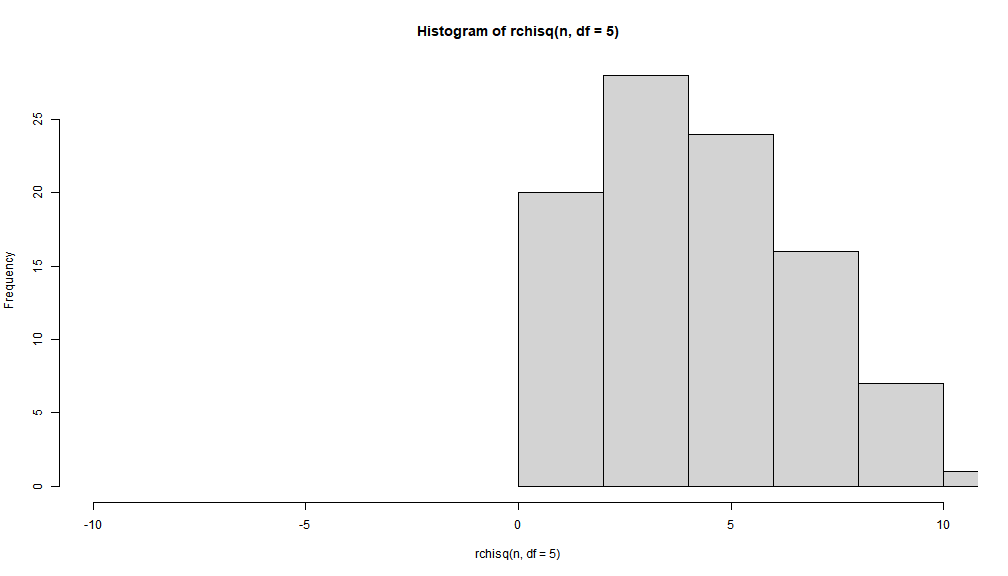 Histogram of rchisq(n, df = 5)
Frequency
25
20
15
10
5
0
-10 -5 0 5 10
rchisq(n, df = 5)